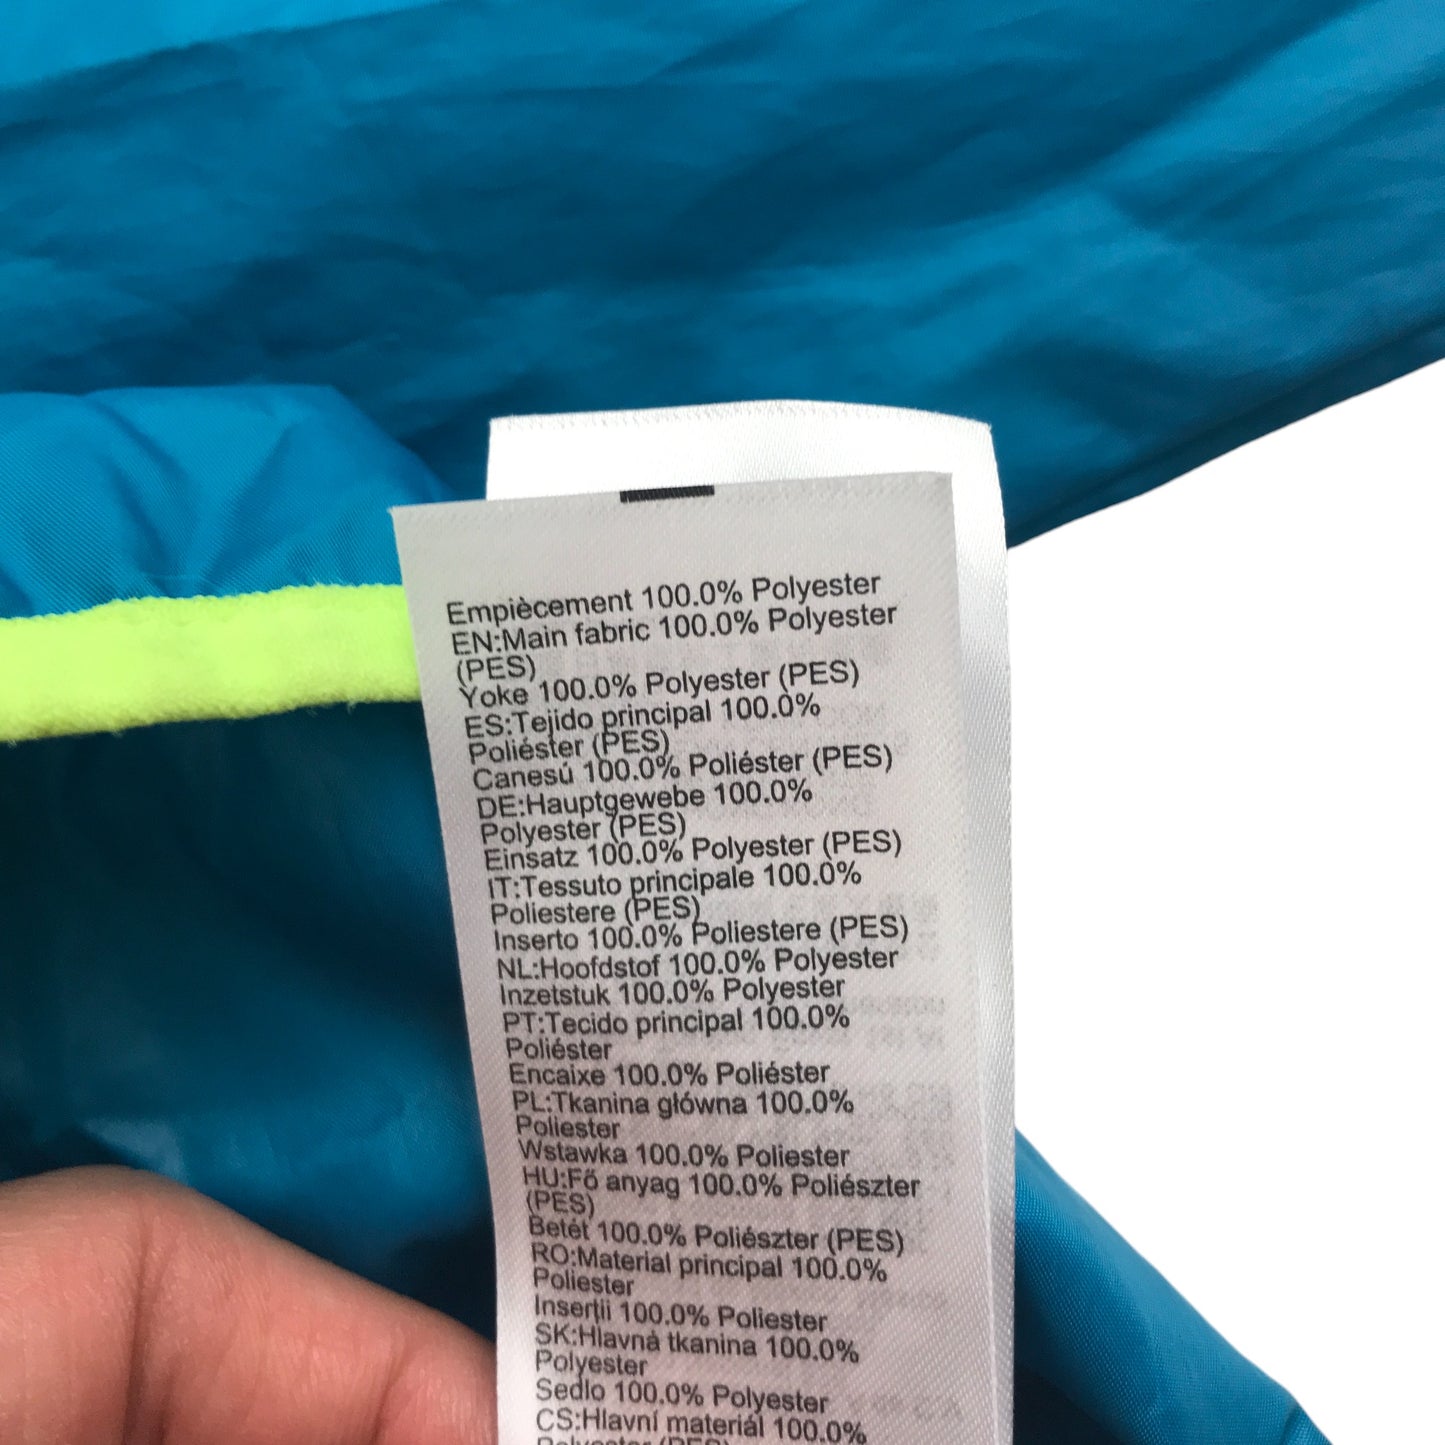 Empiècement 100.0% Polyester
EN:Main fabric 100.0% Polyester
(PES)
Yoke 100.0% Polyester (PES)
ES:Tejido principal 100.0%
Poliéster (PES)
Canesú 100.0% Poliéster (PES)
DE:Hauptgewebe 100.0%
Polyester (PES)
Einsatz 100.0% Polyester (PES)
IT:Tessuto principale 100.0%
Poliestere (PES)
Inserto 100.0% Poliestere (PES)
NL:Hoofdstof 100.0% Polyester
Inzetstuk 100.0% Polyester
PT:Tecido principal 100.0%
Poliéster
Encaixe 100.0% Poliéster
PL:Tkanina główna 100.0%
Poliester
Wstawka 100.0% Poliester
HU:Fő anyag 100.0% Poliészter
(PES)
Betét 100.0% Poliészter (PES)
RO:Material principal 100.0%
Poliester
Inserții 100.0% Poliester
SK:Hlavná tkanina 100.0%
Polyester
Sedlo 100.0% Polyester
CS:Hlavní materiál 100.0%
Polyester (PES)